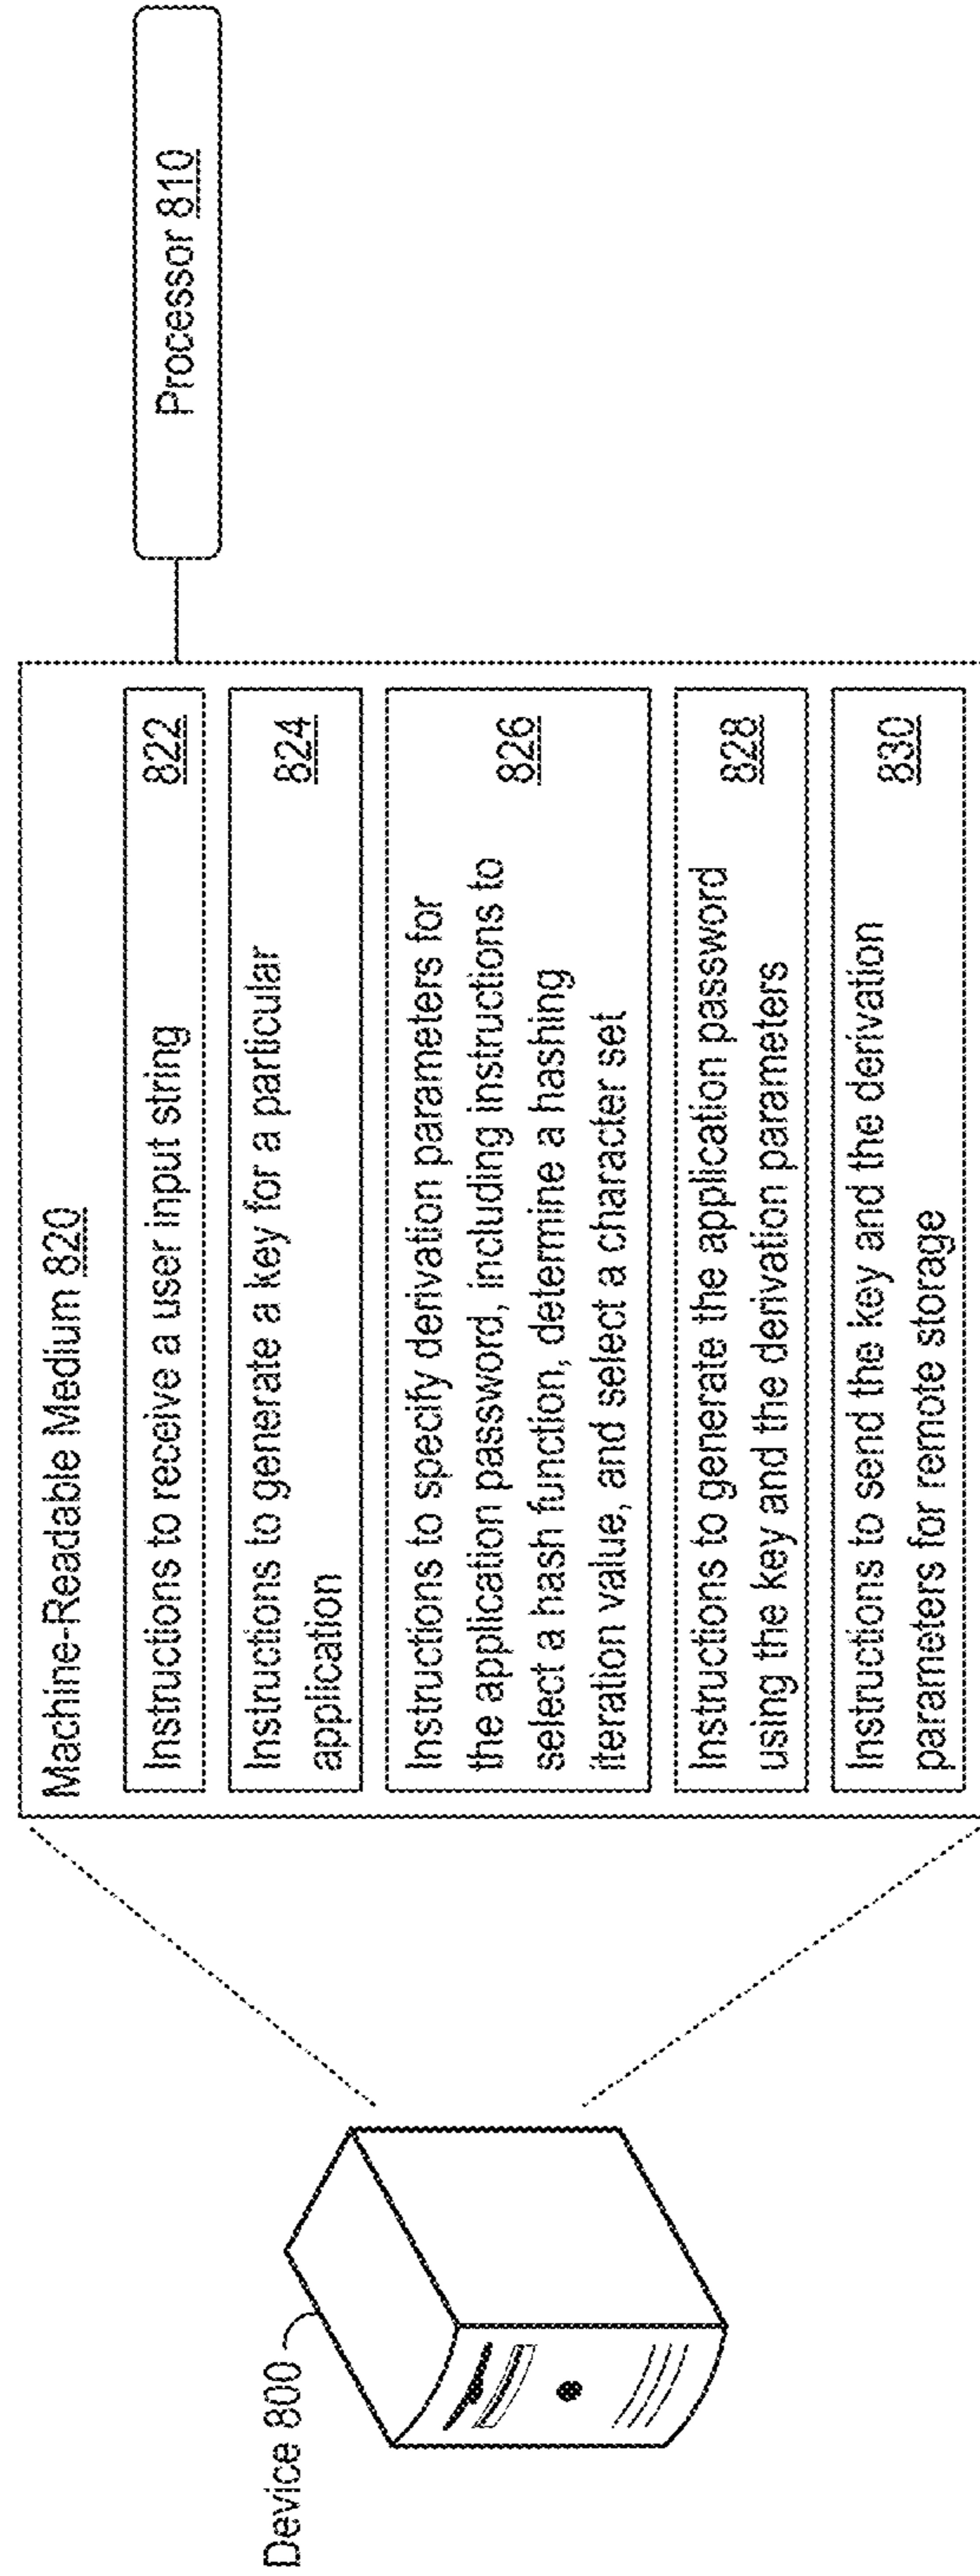 Device 800
Machine-Readable Medium 820
Instructions to receive a user input string 822
Instructions to generate a key for a particular
application 824
Instructions to specify derivation parameters for
the application password, including instructions to
select a hash function, determine a hashing
iteration value, and select a character set 826
Instructions to generate the application password
using the key and the derivation parameters 828
Instructions to send the key and the derivation
parameters for remote storage 830
Processor 810